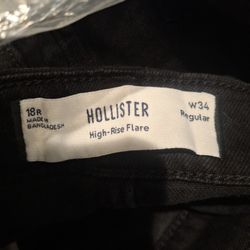 18R
MADE IN
BANGLADESH
HOLLISTER
High-Rise Flare
W34
Regular